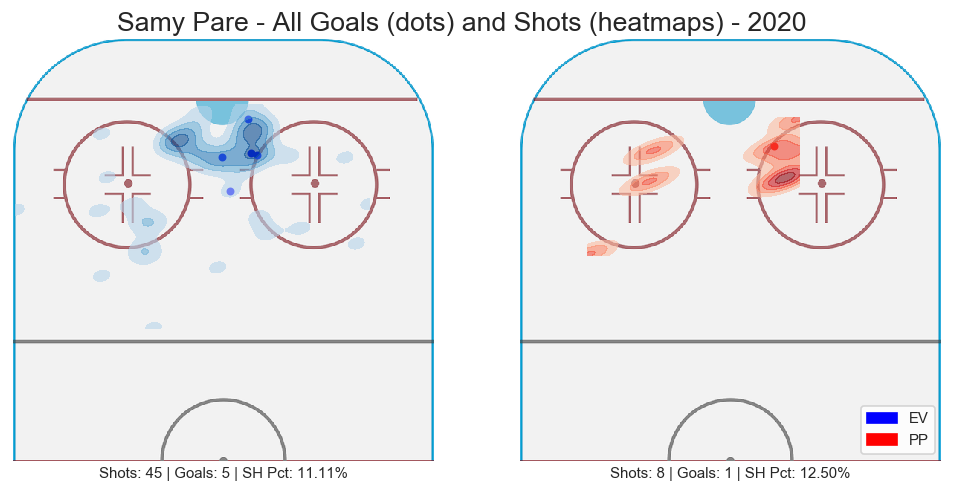 Samy Pare - All Goals (dots) and Shots (heatmaps) - 2020
EV
PP
Shots: 45 | Goals: 5 | SH Pct: 11.11%
Shots: 8 | Goals: 1 | SH Pct: 12.50%